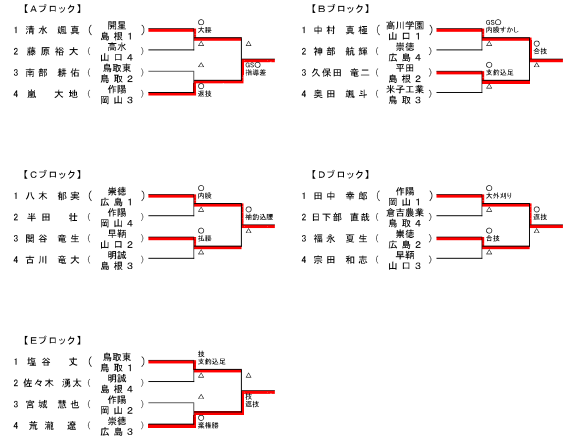 【Aブロック】
1 清水 颯真 ( 開星 島根1 )
2 藤原 裕大 ( 高水 山口4 )
3 南部 耕佑 ( 鳥取東 鳥取2 )
4 嵐 大地 ( 作陽 岡山3 )
○
大腰
△
△
○
返技
△
GS○
指導差
【Bブロック】
1 中村 真極 ( 高川学園 山口1 )
2 神部 航輝 ( 崇徳 広島4 )
3 久保田 竜二 ( 平田 島根2 )
4 奥田 颯斗 ( 米子工業 鳥取3 )
GS○
内股すかし
△
○
支釣込足
△
○
合技
△
【Cブロック】
1 八木 郁実 ( 崇徳 広島1 )
2 半田 壮 ( 作陽 岡山4 )
3 関谷 竜生 ( 早鞆 山口2 )
4 古川 竜大 ( 明誠 島根3 )
○
内股
△
○
払腰
△
○
袖釣込腰
△
【Dブロック】
1 田中 幸郎 ( 作陽 岡山1 )
2 日下部 直哉 ( 倉吉農業 鳥取4 )
3 福永 夏生 ( 崇徳 広島2 )
4 宗田 和志 ( 早鞆 山口3 )
○
大外刈り
△
○
合技
△
○
返技
△
【Eブロック】
1 塩谷 丈 ( 鳥取東 鳥取1 )
2 佐々木 湧太 ( 明誠 島根4 )
3 宮城 慧也 ( 作陽 岡山2 )
4 荒瀧 遼 ( 崇徳 広島3 )
技
支釣込足
△
△
○
棄権勝
△
技
返技